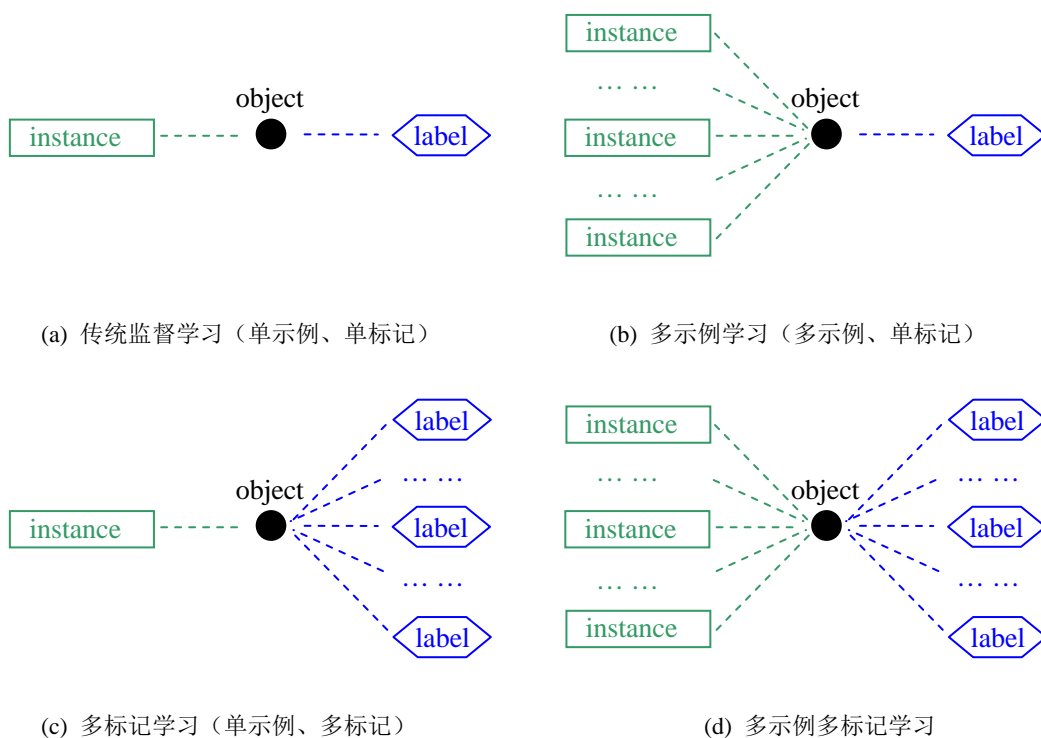 object
instance
label
(a) 传统监督学习（单示例、单标记）
instance
… …
object
instance
label
… …
instance
(b) 多示例学习（多示例、单标记）
label
… …
object
instance
label
… …
label
(c) 多标记学习（单示例、多标记）
instance
label
… …
… …
object
instance
label
… …
… …
instance
label
(d) 多示例多标记学习